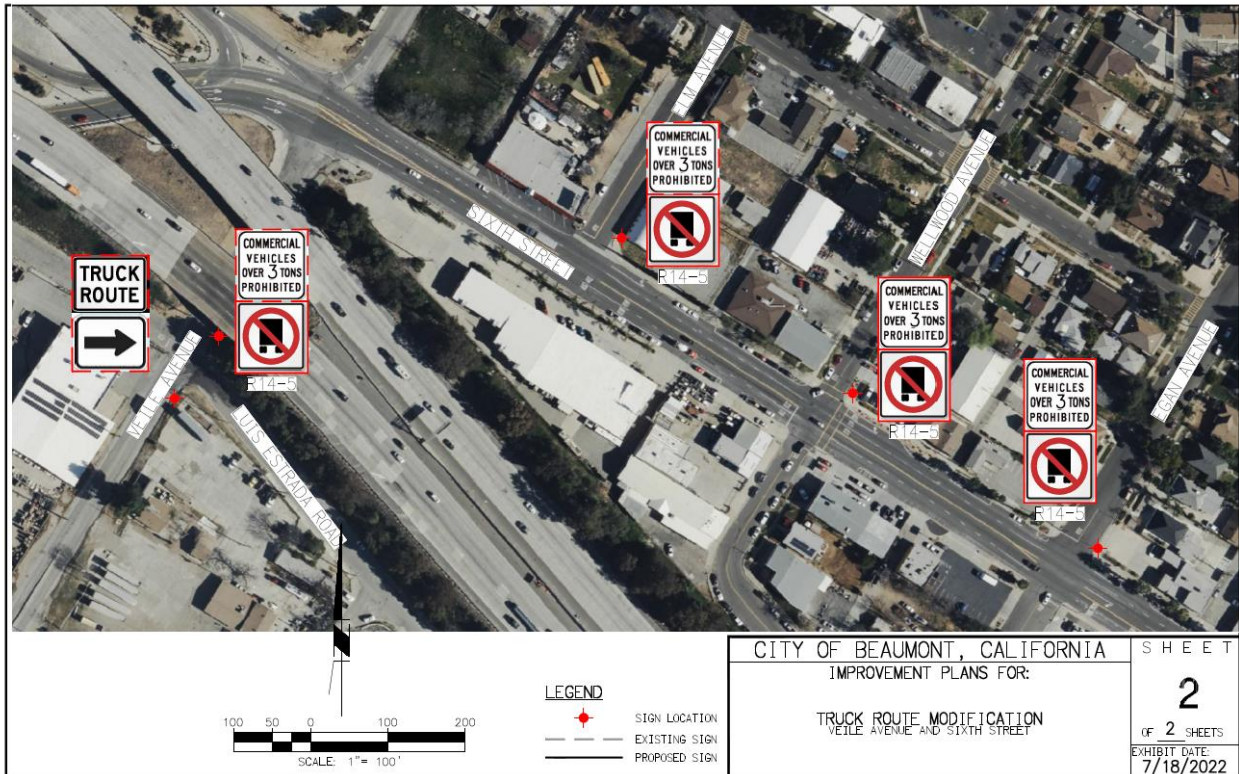 TRUCK
ROUTE
COMMERCIAL
VEHICLES
OVER 3 TONS
PROHIBITED
R14-5
VEILE AVENUE
LUIS ESTRADA ROAD
SIXTH STREET
ELM AVENUE
COMMERCIAL
VEHICLES
OVER 3 TONS
PROHIBITED
R14-5
WELLWOOD AVENUE
COMMERCIAL
VEHICLES
OVER 3 TONS
PROHIBITED
R14-5
EGAN AVENUE
COMMERCIAL
VEHICLES
OVER 3 TONS
PROHIBITED
R14-5
100 50 0 100 200
SCALE: 1"= 100'
LEGEND
SIGN LOCATION
EXISTING SIGN
PROPOSED SIGN
CITY OF BEAUMONT, CALIFORNIA
IMPROVEMENT PLANS FOR:
TRUCK ROUTE MODIFICATION
VEILE AVENUE AND SIXTH STREET
SHEET
2
OF 2 SHEETS
EXHIBIT DATE:
7/18/2022